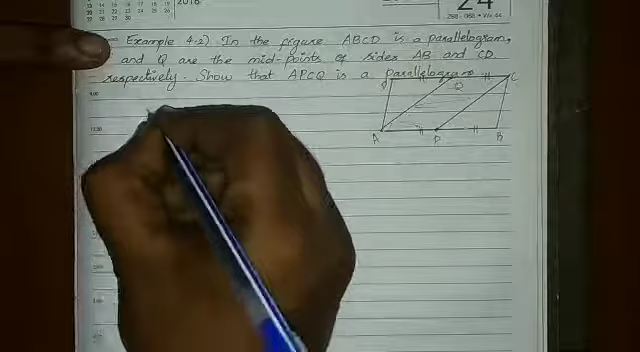 2018
24
Example 4.2) In the figure ABCD is a parallelogram,
and Q are the mid-points of sides AB and CD
respectively. Show that APCQ is a parallelogram
D
Q
C
A
P
B